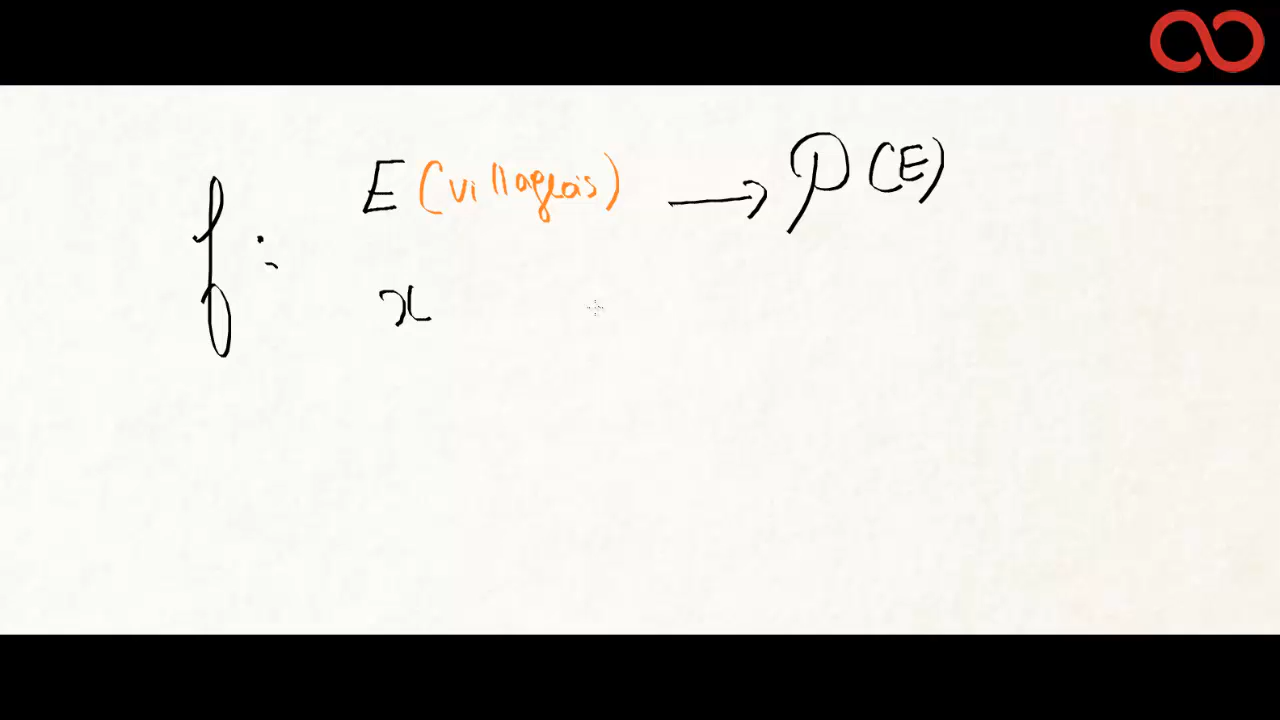 f : E (villageois) → P(E)
x